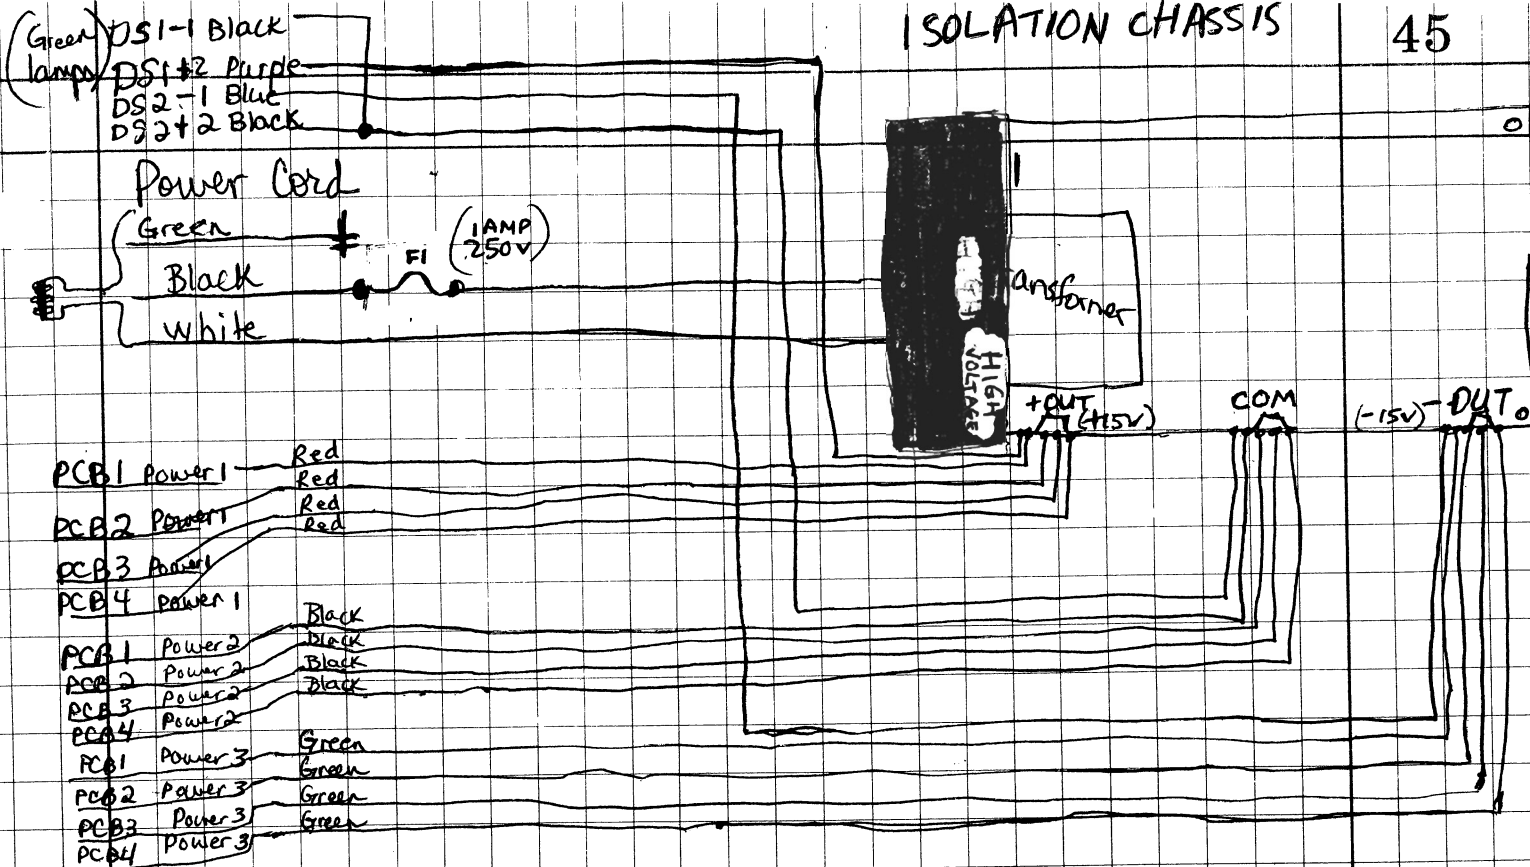 ISOLATION CHASSIS 45
(Green lamps)
DS1-1 Black
DS1+2 Purple
DS2-1 Blue
DS2+2 Black
Power Cord
Green
Black
White
F1
(1AMP 250V)
ansformer
HIGH VOLTAGE
+OUT (+15V)
COM
(-15V) -OUT
PCB1 Power1 Red
PCB2 Power1 Red
PCB3 Power1 Red
PCB4 Power1 Red
PCB1 Power2 Black
PCB2 Power2 Black
PCB3 Power2 Black
PCB4 Power2 Black
PCB1 Power3 Green
PCB2 Power3 Green
PCB3 Power3 Green
PCB4 Power3 Green